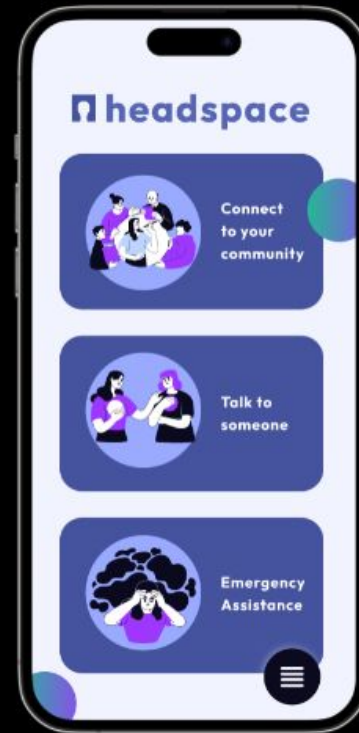 headspace
Connect
to your
community
Talk to
someone
Emergency
Assistance